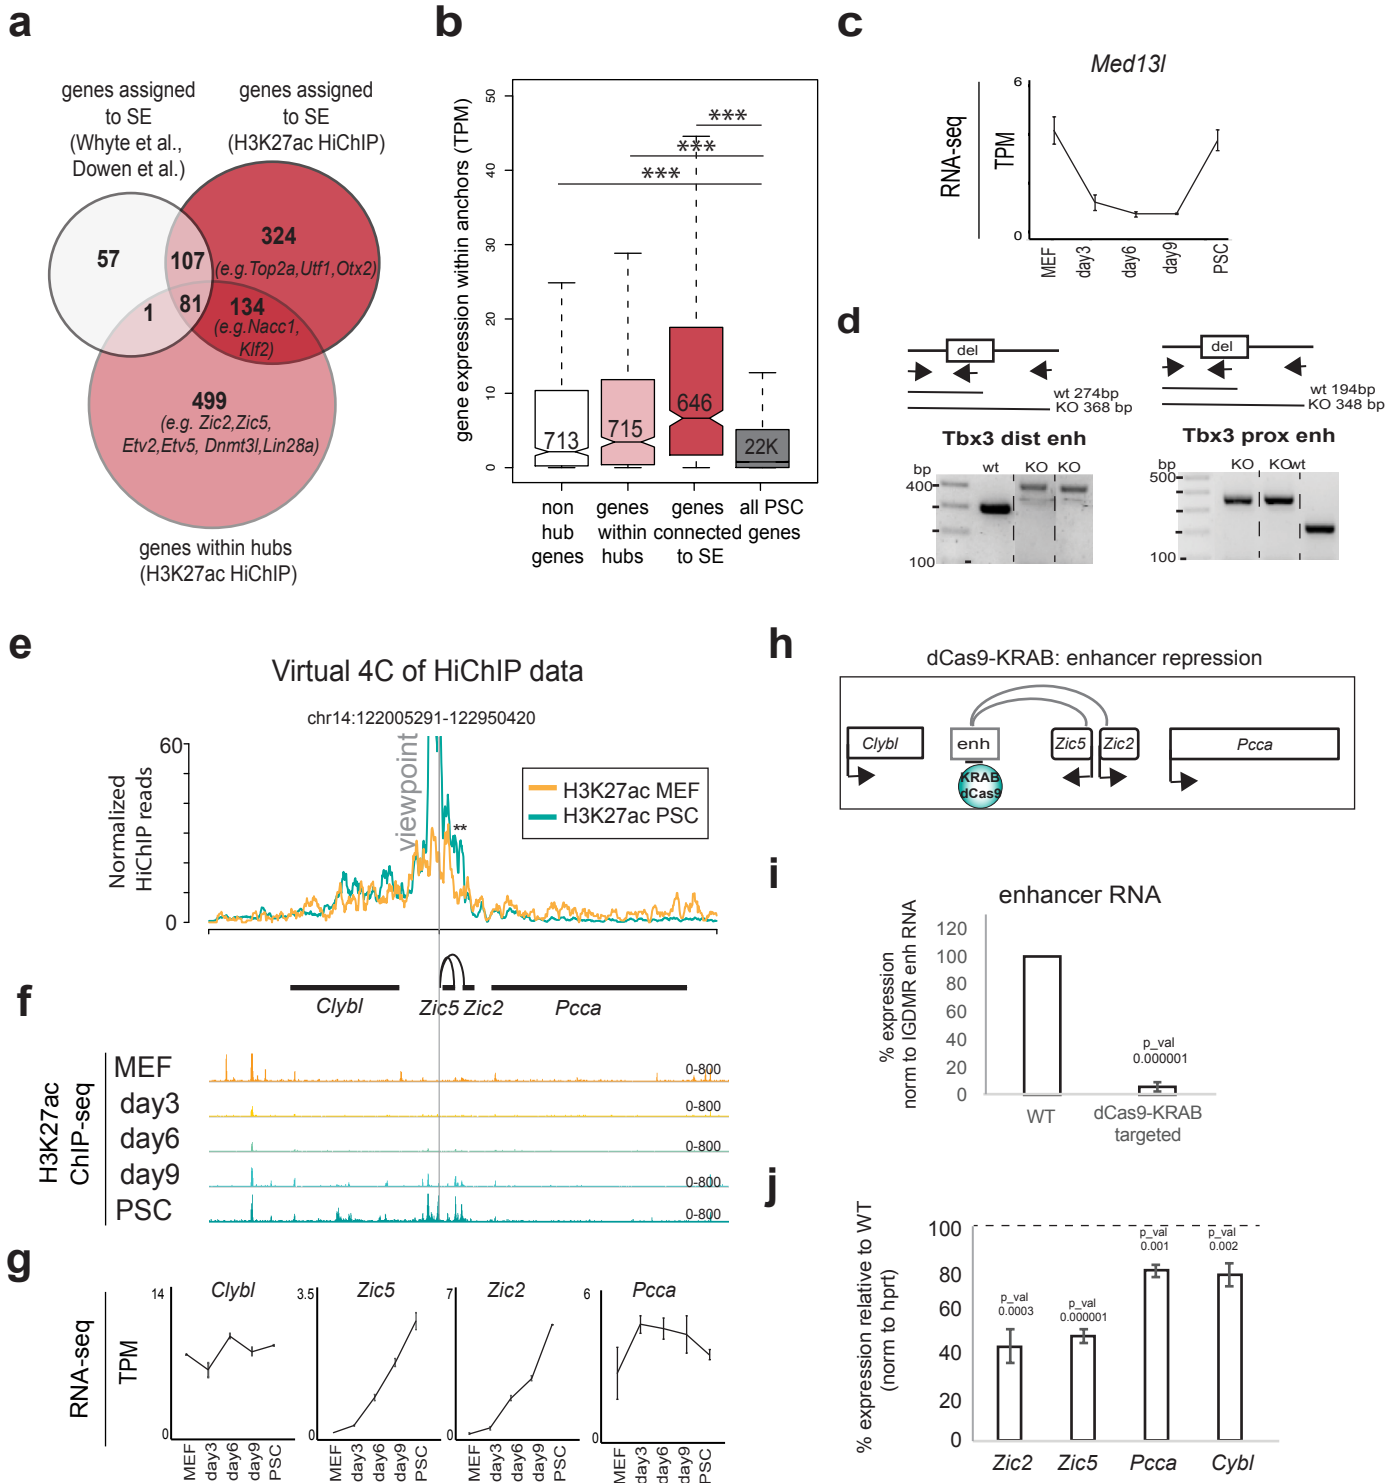 a
genes assigned
to SE
(Whyte et al.,
Dowen et al.)
genes assigned
to SE
(H3K27ac HiChIP)
57
107
324
(e.g.Top2a,Utf1,Otx2)
1
81
134
(e.g.Nacc1,
Klf2)
499
(e.g. Zic2,Zic5,
Etv2,Etv5, Dnmt3l,Lin28a)
genes within hubs
(H3K27ac HiChIP)
b
gene expression within anchors (TPM)
50
40
30
20
10
0
***
***
***
713
715
646
22K
non
hub
genes
genes
within
hubs
genes
connected
to SE
all PSC
genes
c
Med13l
RNA-seq
TPM
6
0
MEF
day3
day6
day9
PSC
d
del
wt 274bp
KO 368 bp
Tbx3 dist enh
bp
wt
KO
KO
400
100
del
wt 194bp
KO 348 bp
Tbx3 prox enh
bp
KO
KO
wt
500
100
e
Virtual 4C of HiChIP data
chr14:122005291-122950420
Normalized
HiChIP reads
60
0
viewpoint
**
H3K27ac MEF
H3K27ac PSC
Clybl
Zic5
Zic2
Pcca
f
H3K27ac
ChIP-seq
MEF
0-800
day3
0-800
day6
0-800
day9
0-800
PSC
0-800
g
RNA-seq
TPM
Clybl
14
0
MEF
day3
day6
day9
PSC
Zic5
3.5
0
MEF
day3
day6
day9
PSC
Zic2
7
0
MEF
day3
day6
day9
PSC
Pcca
6
0
MEF
day3
day6
day9
PSC
h
dCas9-KRAB: enhancer repression
Clybl
enh
Zic5
Zic2
Pcca
KRAB
dCas9
i
enhancer RNA
% expression
norm to IGDMR enh RNA
120
100
80
60
40
20
0
p_val
0.000001
WT
dCas9-KRAB
targeted
j
% expression relative to WT
(norm to hprt)
100
80
60
40
20
0
p_val
0.0003
p_val
0.000001
p_val
0.001
p_val
0.002
Zic2
Zic5
Pcca
Cybl